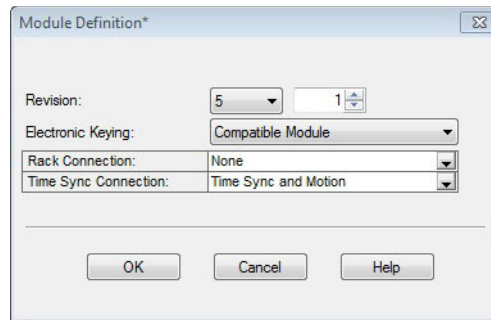 Module Definition*
Revision: 5 1
Electronic Keying: Compatible Module
Rack Connection: None
Time Sync Connection: Time Sync and Motion
OK Cancel Help